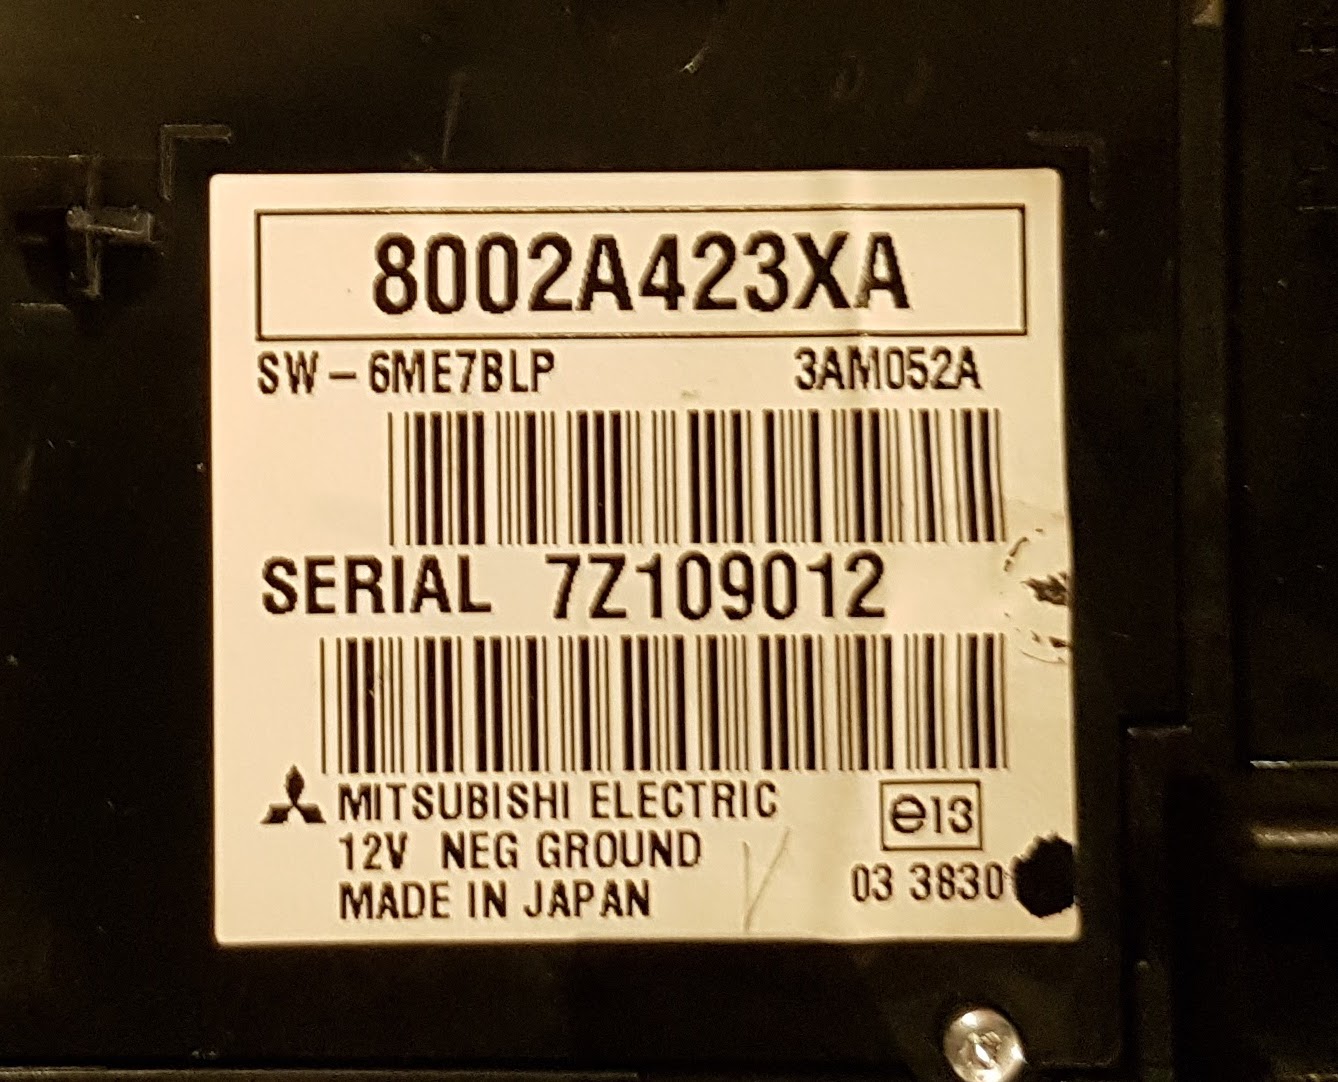 8002A423XA
SW-6ME7BLP 3AM052A
SERIAL 7Z109012
MITSUBISHI ELECTRIC
e13
12V NEG GROUND
03 3830
MADE IN JAPAN